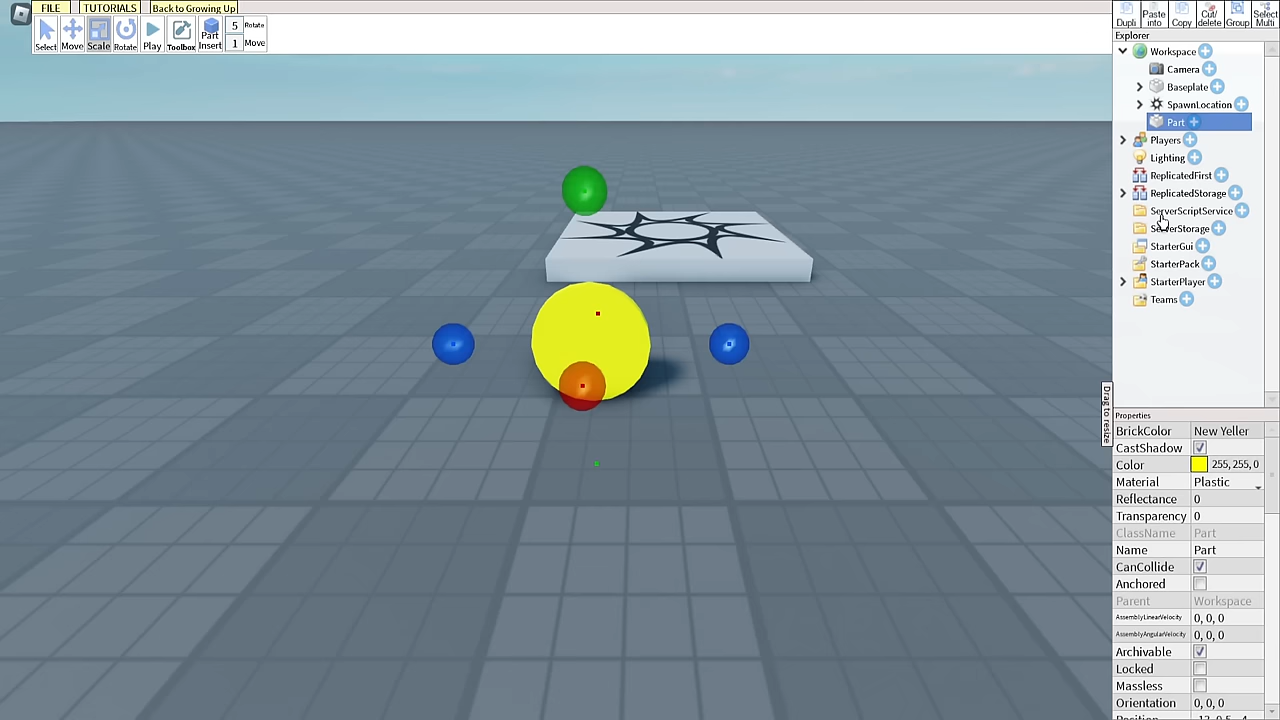 FILE
TUTORIALS
Back to Growing Up
Select
Move
Scale
Rotate
Play
Toolbox
Part Insert
5 Rotate
1 Move
Dupli
Paste into
Copy
Cut/ delete
Group
Select Multi
Explorer
Workspace
Camera
Baseplate
SpawnLocation
Part
Players
Lighting
ReplicatedFirst
ReplicatedStorage
ServerScriptService
ServerStorage
StarterGui
StarterPack
StarterPlayer
Teams
Drag to resize
Properties
BrickColor New Yeller
CastShadow
Color 255, 255, 0
Material Plastic
Reflectance 0
Transparency 0
ClassName Part
Name Part
CanCollide
Anchored
Parent Workspace
AssemblyLinearVelocity 0, 0, 0
AssemblyAngularVelocity 0, 0, 0
Archivable
Locked
Massless
Orientation 0, 0, 0
Position